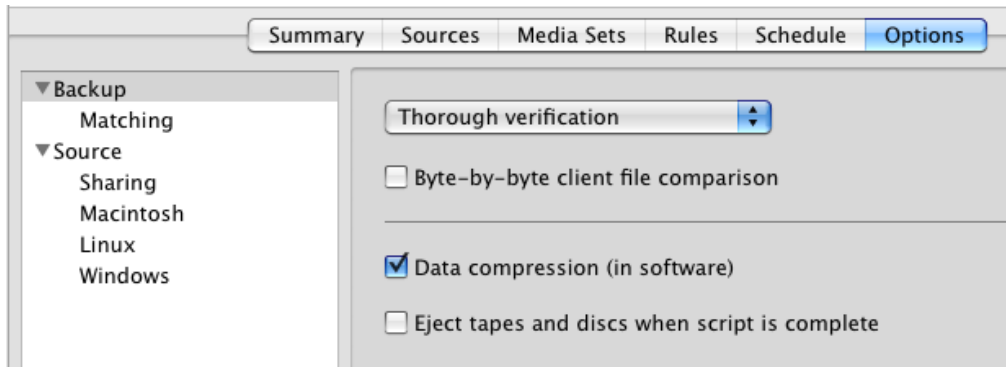 Summary Sources Media Sets Rules Schedule Options
Backup
Matching
Source
Sharing
Macintosh
Linux
Windows
Thorough verification
Byte-by-byte client file comparison
Data compression (in software)
Eject tapes and discs when script is complete